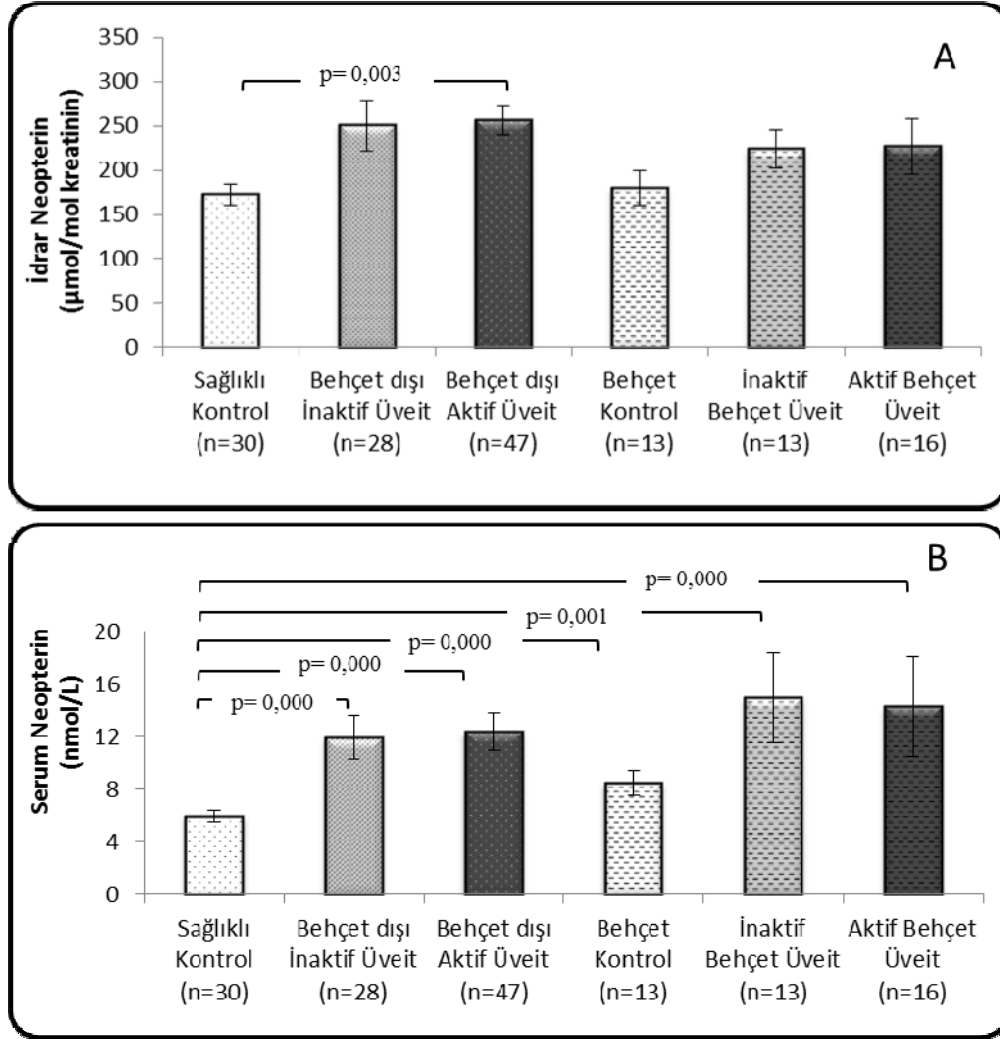 A
İdrar Neopterin
(µmol/mol kreatinin)
350
300
250
200
150
100
50
0
p= 0,003
Sağlıklı
Kontrol
(n=30)
Behçet dışı
İnaktif Üveit
(n=28)
Behçet dışı
Aktif Üveit
(n=47)
Behçet
Kontrol
(n=13)
İnaktif
Behçet Üveit
(n=13)
Aktif Behçet
Üveit
(n=16)
B
Serum Neopterin
(nmol/L)
20
16
12
8
4
0
p= 0,000
p= 0,001
p= 0,000
p= 0,000
p= 0,000
Sağlıklı
Kontrol
(n=30)
Behçet dışı
İnaktif Üveit
(n=28)
Behçet dışı
Aktif Üveit
(n=47)
Behçet
Kontrol
(n=13)
İnaktif
Behçet Üveit
(n=13)
Aktif Behçet
Üveit
(n=16)